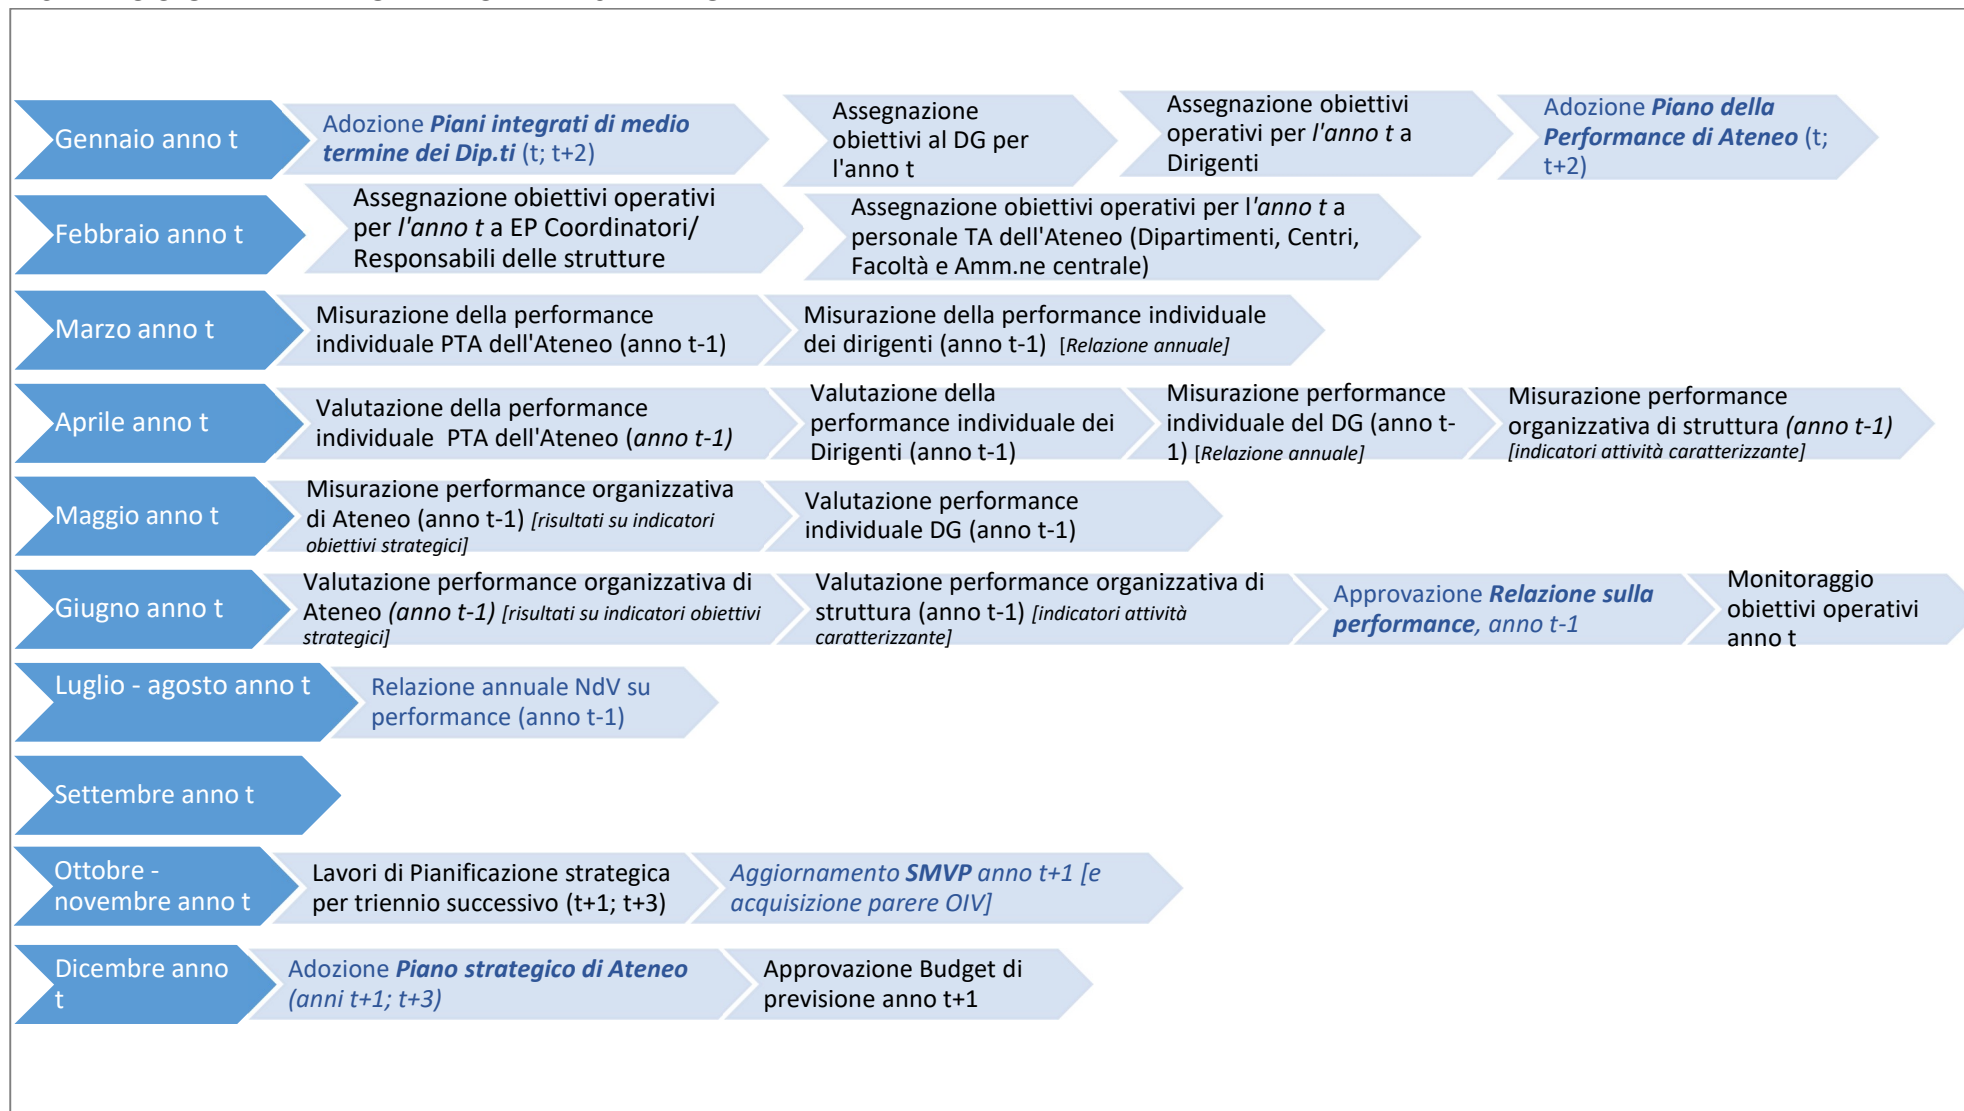 Gennaio anno t
Adozione Piani integrati di medio
termine dei Dip.ti (t; t+2)
Assegnazione
obiettivi al DG per
l'anno t
Assegnazione obiettivi
operativi per l'anno t a
Dirigenti
Adozione Piano della
Performance di Ateneo (t;
t+2)
Febbraio anno t
Assegnazione obiettivi operativi
per l'anno t a EP Coordinatori/
Responsabili delle strutture
Assegnazione obiettivi operativi per l'anno t a
personale TA dell'Ateneo (Dipartimenti, Centri,
Facoltà e Amm.ne centrale)
Marzo anno t
Misurazione della performance
individuale PTA dell'Ateneo (anno t-1)
Misurazione della performance individuale
dei dirigenti (anno t-1) [Relazione annuale]
Aprile anno t
Valutazione della performance
individuale PTA dell'Ateneo (anno t-1)
Valutazione della
performance individuale dei
Dirigenti (anno t-1)
Misurazione performance
individuale del DG (anno t-
1) [Relazione annuale]
Misurazione performance
organizzativa di struttura (anno t-1)
[indicatori attività caratterizzante]
Maggio anno t
Misurazione performance organizzativa
di Ateneo (anno t-1) [risultati su indicatori
obiettivi strategici]
Valutazione performance
individuale DG (anno t-1)
Giugno anno t
Valutazione performance organizzativa di
Ateneo (anno t-1) [risultati su indicatori obiettivi
strategici]
Valutazione performance organizzativa di
struttura (anno t-1) [indicatori attività
caratterizzante]
Approvazione Relazione sulla
performance, anno t-1
Monitoraggio
obiettivi operativi
anno t
Luglio - agosto anno t
Relazione annuale NdV su
performance (anno t-1)
Settembre anno t
Ottobre -
novembre anno t
Lavori di Pianificazione strategica
per triennio successivo (t+1; t+3)
Aggiornamento SMVP anno t+1 [e
acquisizione parere OIV]
Dicembre anno
t
Adozione Piano strategico di Ateneo
(anni t+1; t+3)
Approvazione Budget di
previsione anno t+1